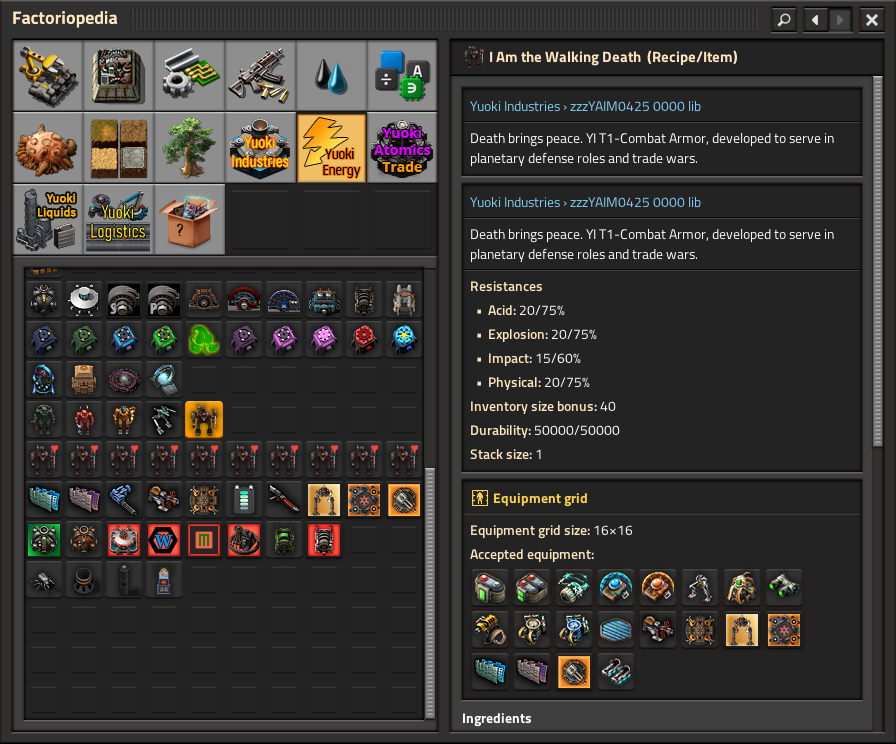 Factoriopedia
Yuoki
Industries
Yuoki
Energy
Yuoki
Atomics
Trade
Yuoki
Liquids
Yuoki
Logistics
?
I Am the Walking Death (Recipe/Item)
Yuoki Industries › zzzYAIM0425 0000 lib
Death brings peace. YI T1-Combat Armor, developed to serve in
planetary defense roles and trade wars.
Yuoki Industries › zzzYAIM0425 0000 lib
Death brings peace. YI T1-Combat Armor, developed to serve in
planetary defense roles and trade wars.
Resistances
▪ Acid: 20/75%
▪ Explosion: 20/75%
▪ Impact: 15/60%
▪ Physical: 20/75%
Inventory size bonus: 40
Durability: 50000/50000
Stack size: 1
Equipment grid
Equipment grid size: 16×16
Accepted equipment:
Ingredients